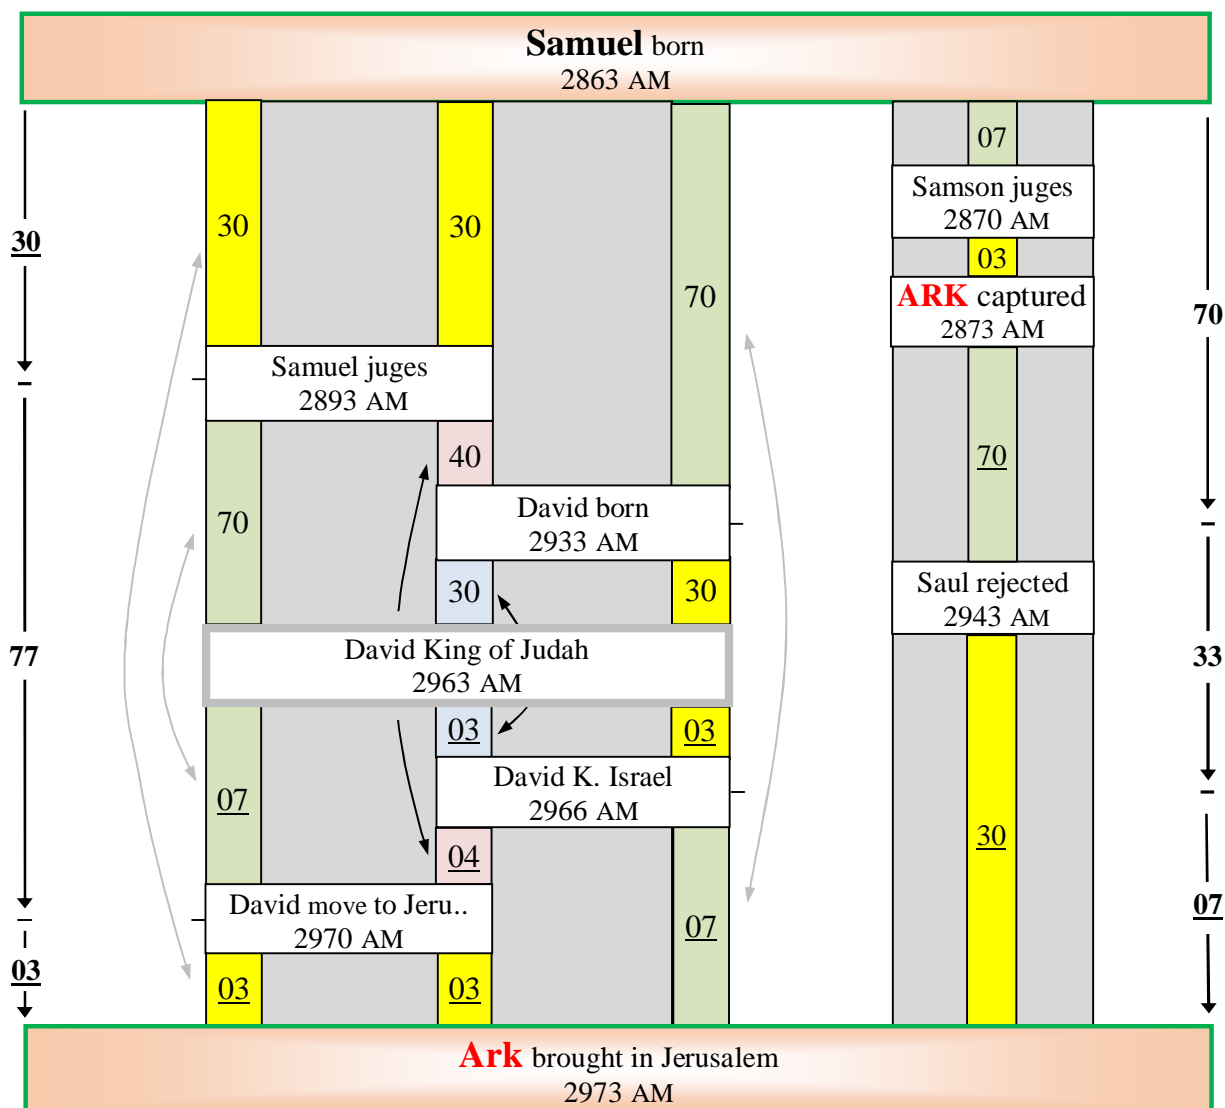 Samuel born
2863 AM
07
Samson juges
2870 AM
30
30
30
03
70
ARK captured
2873 AM
70
Samuel juges
2893 AM
40
70
70
David born
2933 AM
30
30
Saul rejected
2943 AM
David King of Judah
2963 AM
77
33
03
03
David K. Israel
2966 AM
07
30
04
David move to Jeru..
2970 AM
07
07
03
03
03
Ark brought in Jerusalem
2973 AM